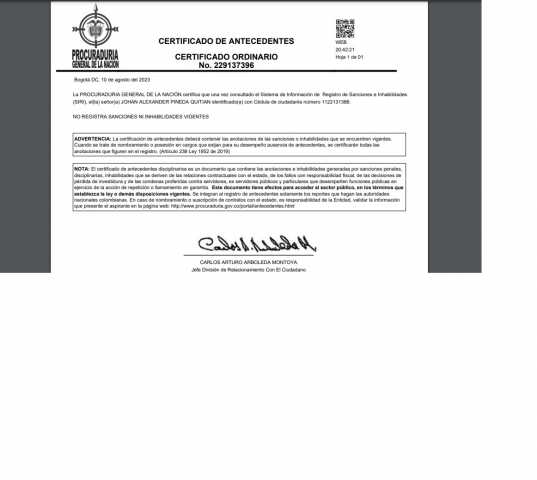 PROCURADURIA
GENERAL DE LA NACION
CERTIFICADO DE ANTECEDENTES
CERTIFICADO ORDINARIO
No. 229137396
WEB
20:42:21
Hoja 1 de 01
Bogotá DC, 10 de agosto del 2023
La PROCURADURIA GENERAL DE LA NACIÓN certifica que una vez consultado el Sistema de Información de Registro de Sanciones e Inhabilidades
(SIRI), el(la) señor(a) JOHAN ALEXANDER PINEDA QUITIAN identificado(a) con Cédula de ciudadanía número 1122131388:
NO REGISTRA SANCIONES NI INHABILIDADES VIGENTES
ADVERTENCIA: La certificación de antecedentes deberá contener las anotaciones de las sanciones o inhabilidades que se encuentren vigentes.
Cuando se trate de nombramiento o posesión en cargos que exijan para su desempeño ausencia de antecedentes, se certificarán todas las
anotaciones que figuren en el registro. (Artículo 238 Ley 1952 de 2019)
NOTA: El certificado de antecedentes disciplinarios es un documento que contiene las anotaciones e inhabilidades generadas por sanciones penales,
disciplinarias, inhabilidades que se deriven de las relaciones contractuales con el estado, de los fallos con responsabilidad fiscal, de las decisiones de
pérdida de investidura y de las condenas proferidas contra servidores, ex servidores públicos y particulares que desempeñen funciones públicas en
ejercicio de la acción de repetición o llamamiento en garantía. Este documento tiene efectos para acceder al sector público, en los términos que
establezca la ley o demás disposiciones vigentes. Se integran al registro de antecedentes solamente los reportes que hagan las autoridades
nacionales colombianas. En caso de nombramiento o suscripción de contratos con el estado, es responsabilidad de la Entidad, validar la información
que presente el aspirante en la página web: http://www.procuraduria.gov.co/portal/antecedentes.html
CARLOS ARTURO ARBOLEDA MONTOYA
Jefe División de Relacionamiento Con El Ciudadano